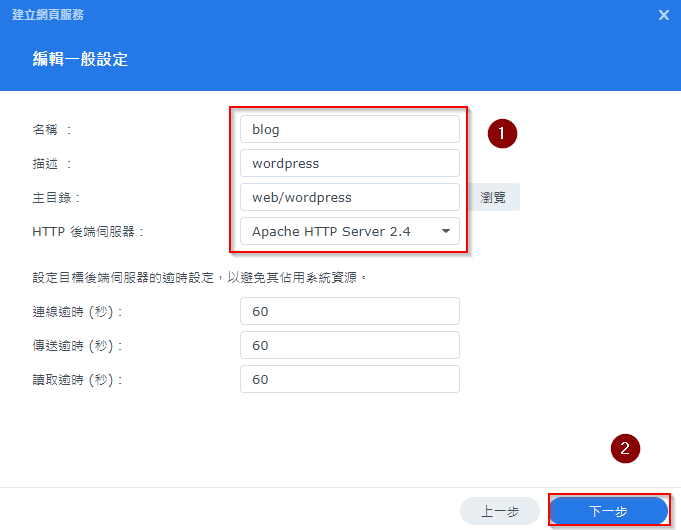 建立網頁服務
編輯一般設定
名稱 ： blog
描述 ： wordpress
主目錄： web/wordpress 瀏覽
HTTP 後端伺服器： Apache HTTP Server 2.4
1
設定目標後端伺服器的逾時設定，以避免其佔用系統資源。
連線逾時 (秒)： 60
傳送逾時 (秒)： 60
讀取逾時 (秒)： 60
2
上一步 下一步